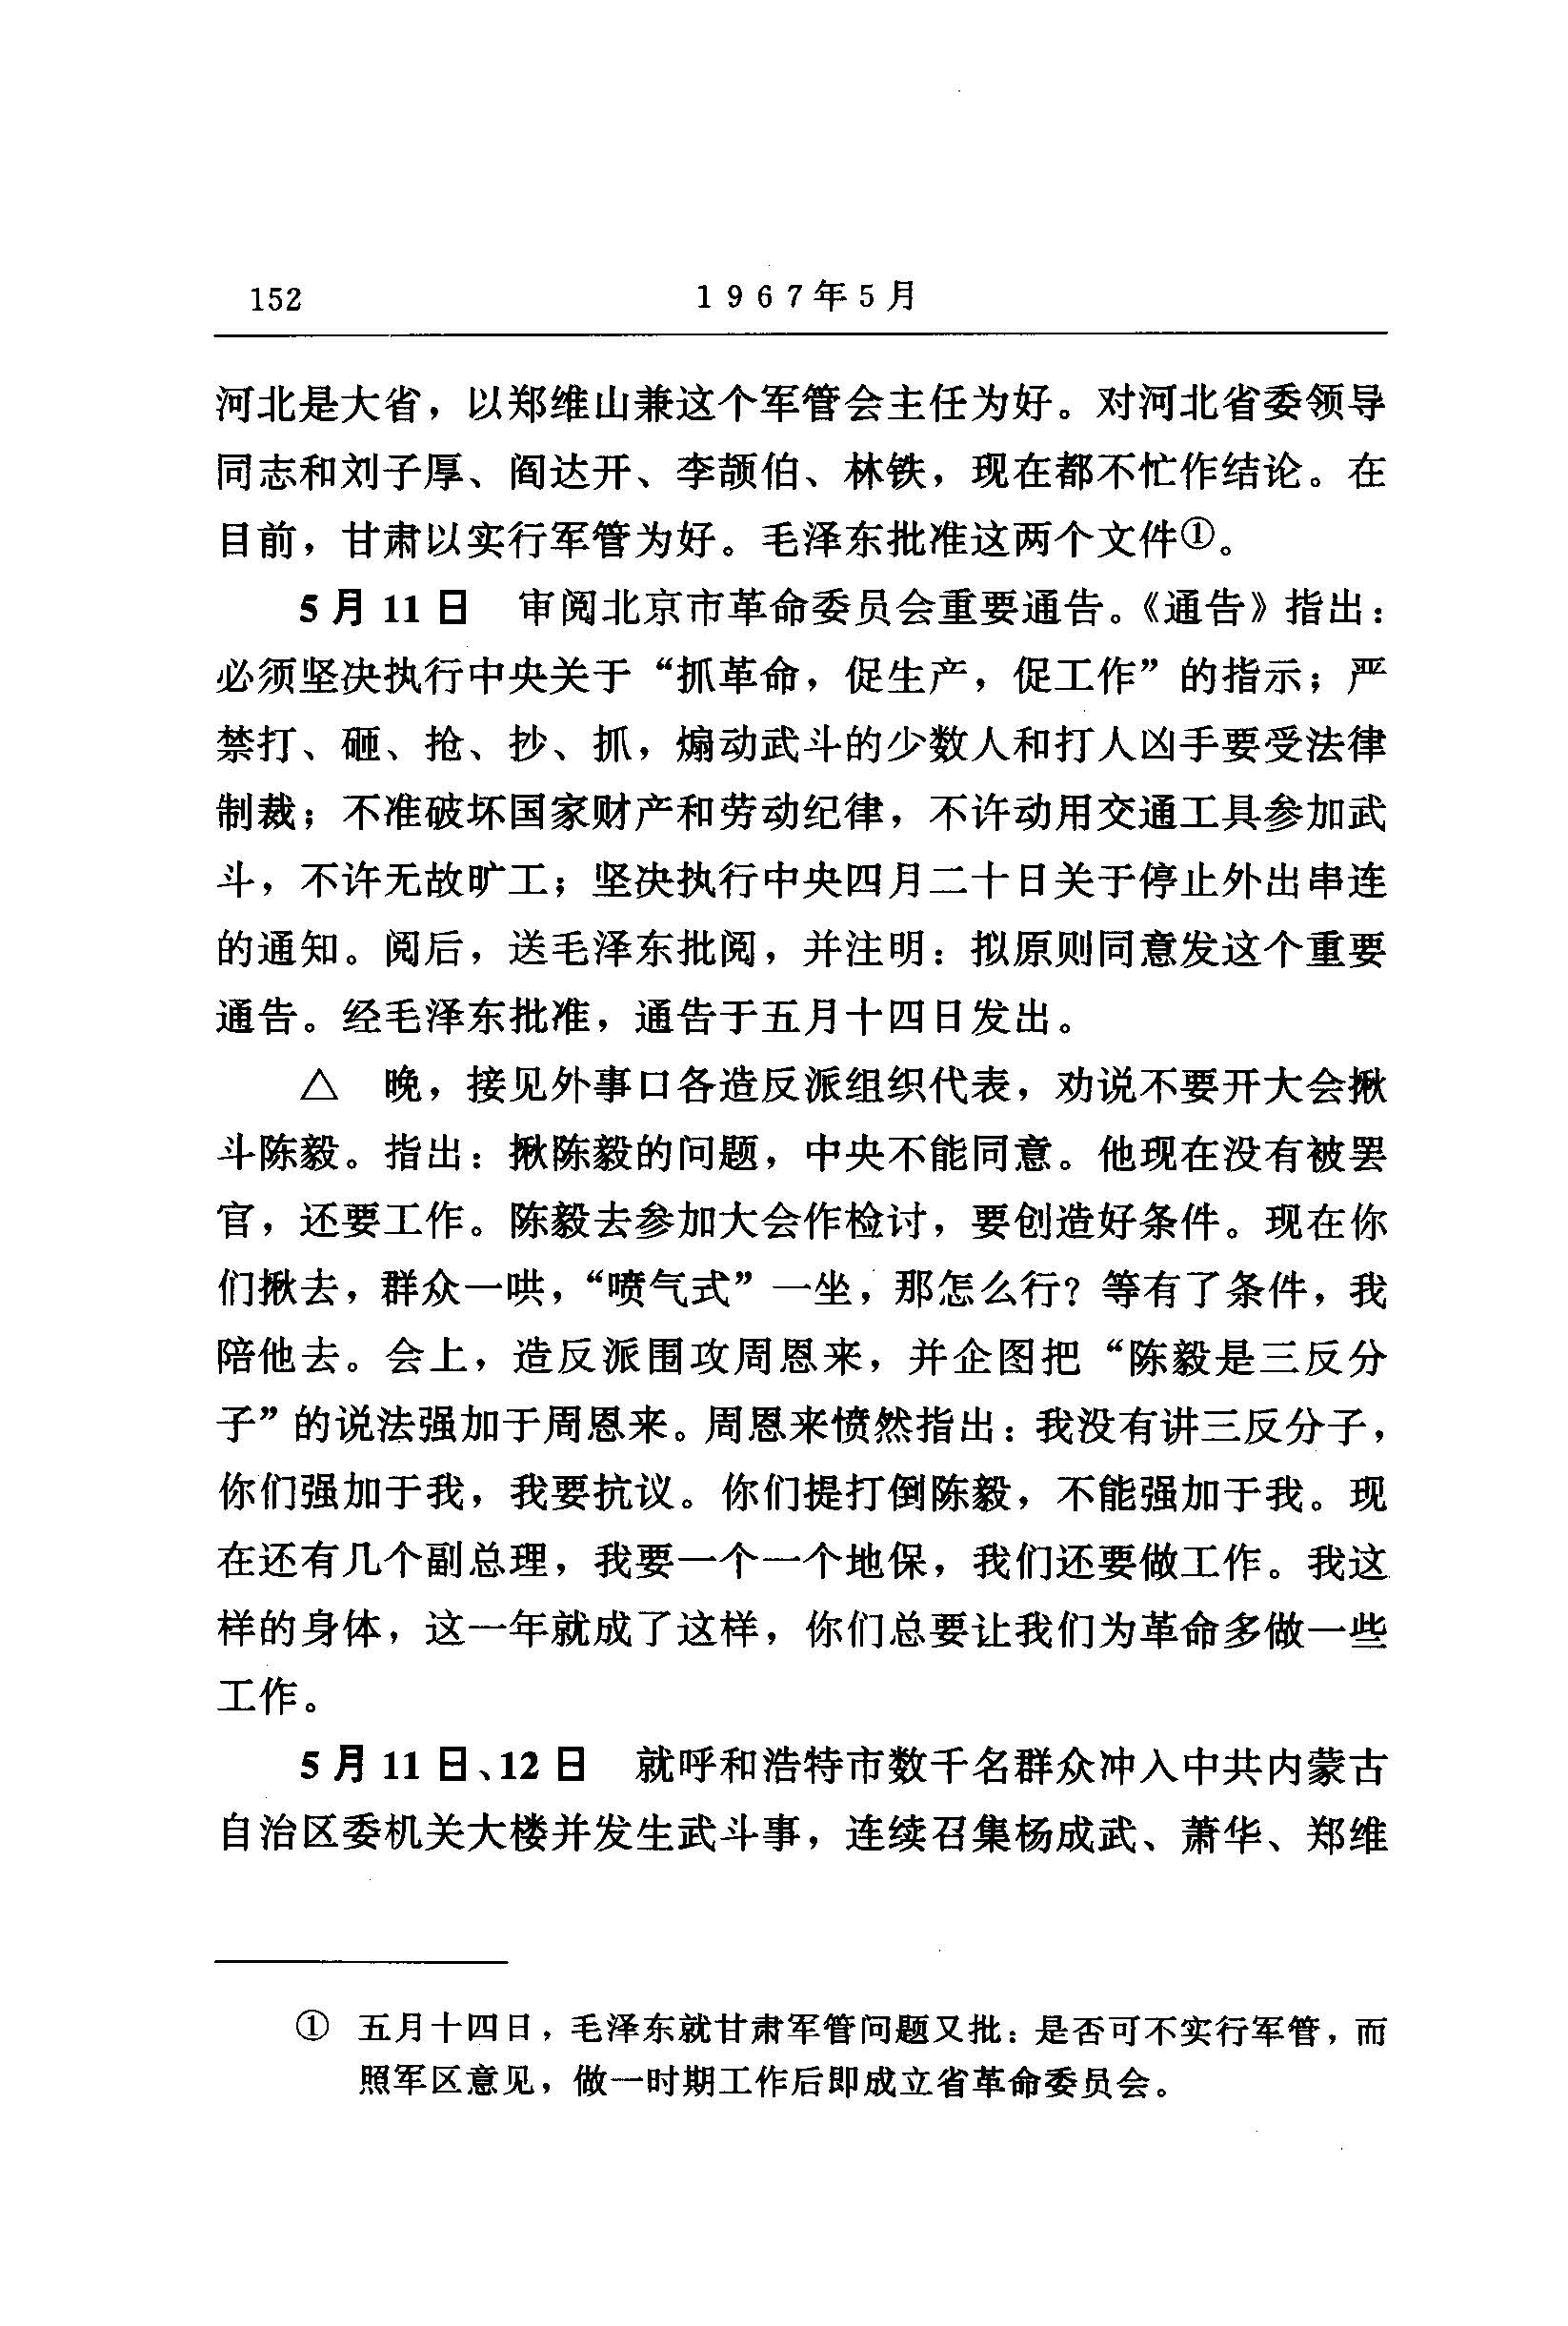 152 1967年5月
河北是大省，以郑维山兼这个军管会主任为好。对河北省委领导
同志和刘子厚、阎达开、李颉伯、林铁，现在都不忙作结论。在
目前，甘肃以实行军管为好。毛泽东批准这两个文件①。
5月11日　审阅北京市革命委员会重要通告。《通告》指出：
必须坚决执行中央关于“抓革命，促生产，促工作”的指示；严
禁打、砸、抢、抄、抓，煽动武斗的少数人和打人凶手要受法律
制裁；不准破坏国家财产和劳动纪律，不许动用交通工具参加武
斗，不许无故旷工；坚决执行中央四月二十日关于停止外出串连
的通知。阅后，送毛泽东批阅，并注明：拟原则同意发这个重要
通告。经毛泽东批准，通告于五月十四日发出。
△　晚，接见外事口各造反派组织代表，劝说不要开大会揪
斗陈毅。指出：揪陈毅的问题，中央不能同意。他现在没有被罢
官，还要工作。陈毅去参加大会作检讨，要创造好条件。现在你
们揪去，群众一哄，“喷气式”一坐，那怎么行？等有了条件，我
陪他去。会上，造反派围攻周恩来，并企图把“陈毅是三反分
子”的说法强加于周恩来。周恩来愤然指出：我没有讲三反分子，
你们强加于我，我要抗议。你们提打倒陈毅，不能强加于我。现
在还有几个副总理，我要一个一个地保，我们还要做工作。我这
样的身体，这一年就成了这样，你们总要让我们为革命多做一些
工作。
5月11日、12日　就呼和浩特市数千名群众冲入中共内蒙古
自治区委机关大楼并发生武斗事，连续召集杨成武、萧华、郑维
①　五月十四日，毛泽东就甘肃军管问题又批：是否可不实行军管，而
照军区意见，做一时期工作后即成立省革命委员会。